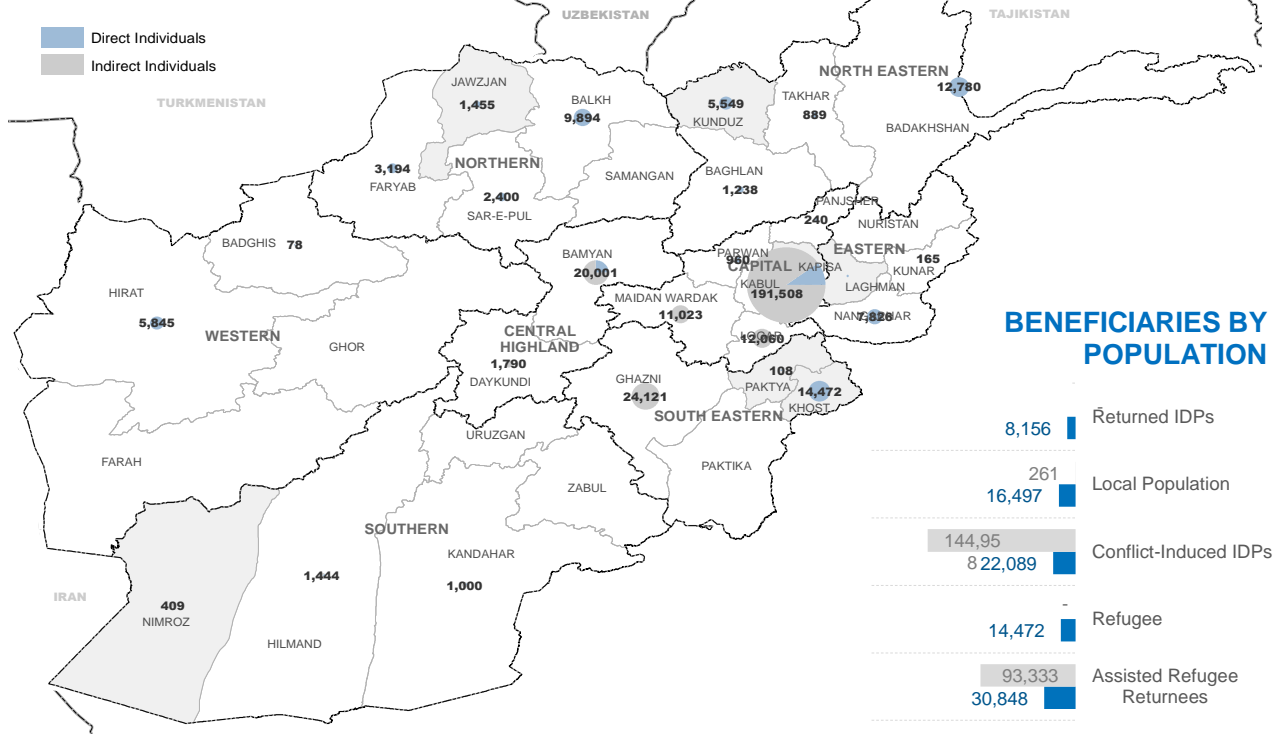 UZBEKISTAN
TAJIKISTAN
Direct Individuals
Indirect Individuals
TURKMENISTAN
JAWZJAN
1,455
BALKH
9,894
5,549
KUNDUZ
TAKHAR
889
NORTH EASTERN
12,780
BADAKHSHAN
3,194
FARYAB
NORTHERN
2,400
SAR-E-PUL
SAMANGAN
BAGHLAN
1,238
PANJSHER
240
NURISTAN
BADGHIS 78
BAMYAN
20,001
PARWAN
960
CAPITAL
KAPISA
KABUL
191,508
EASTERN
165
KUNAR
LAGHMAN
HIRAT
5,845
WESTERN
GHOR
MAIDAN WARDAK
11,023
LOGAR
12,060
NANGARHAR
7,826
CENTRAL
HIGHLAND
1,790
DAYKUNDI
GHAZNI
24,121
108
PAKTYA
14,472
KHOST
SOUTH EASTERN
URUZGAN
PAKTIKA
FARAH
ZABUL
SOUTHERN
KANDAHAR
1,000
1,444
HILMAND
IRAN
409
NIMROZ
BENEFICIARIES BY
POPULATION
-
Returned IDPs
8,156
261
Local Population
16,497
144,95
8
22,089
Conflict-Induced IDPs
-
Refugee
14,472
93,333
30,848
Assisted Refugee
Returnees